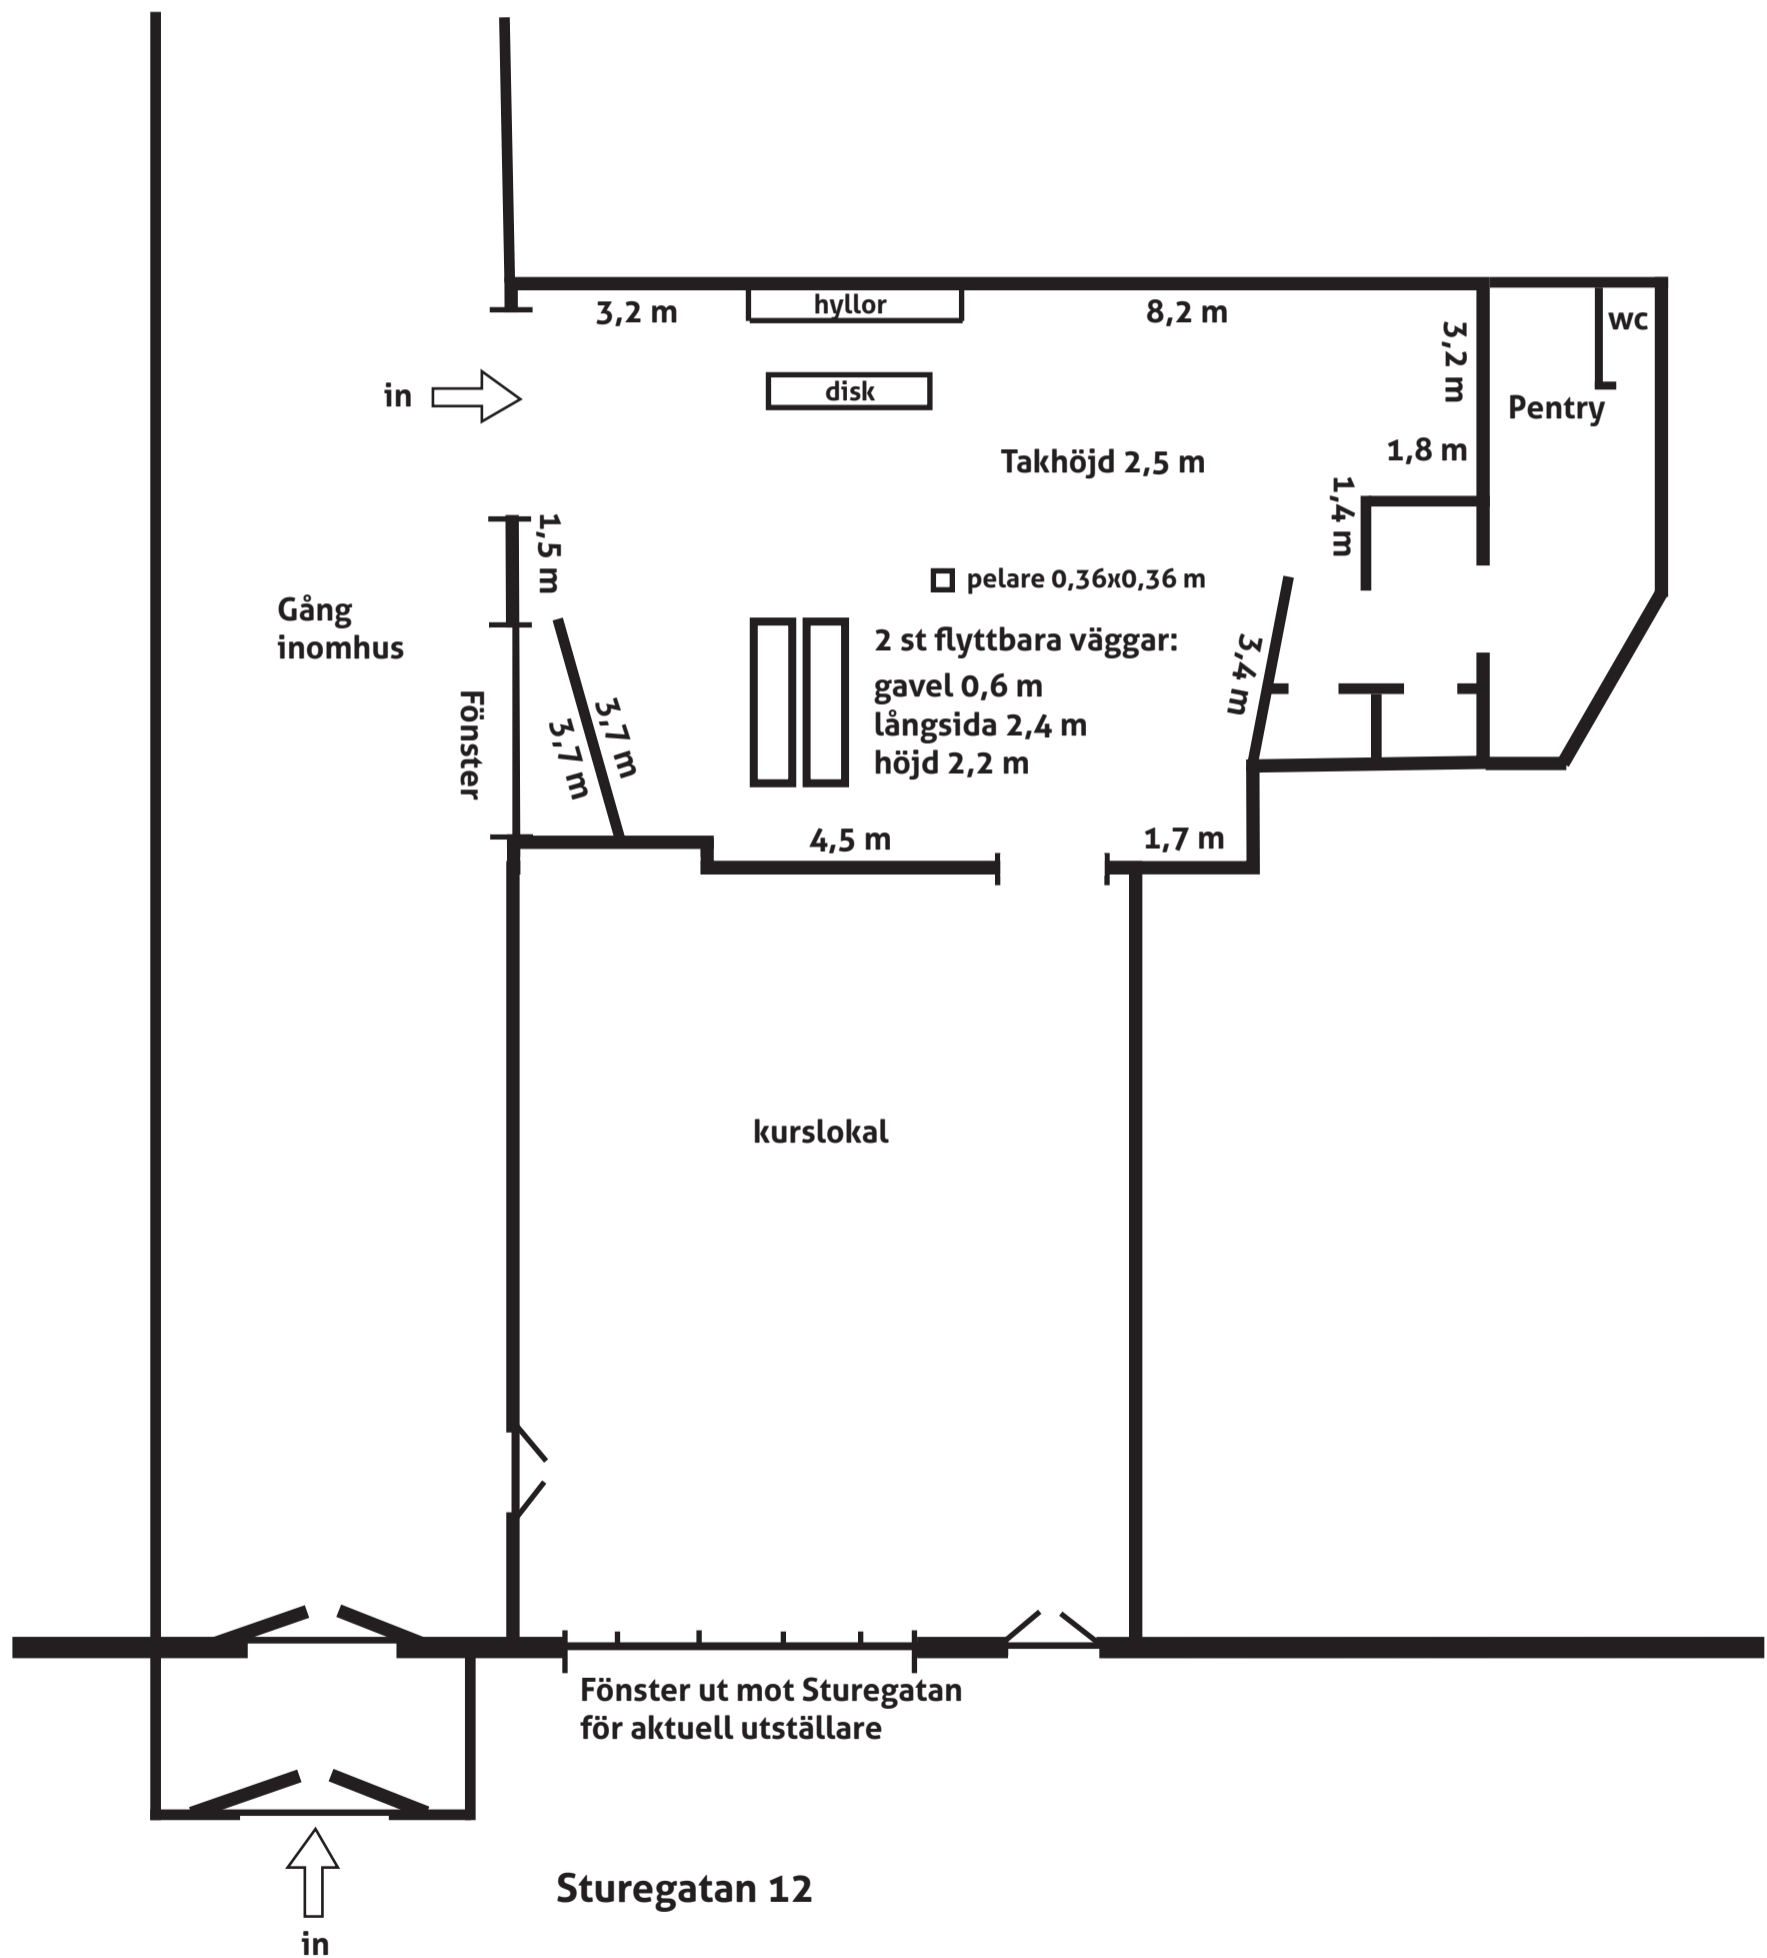 3,2 m
hyllor
8,2 m
3,2 m
wc
in
disk
Pentry
Takhöjd 2,5 m
1,8 m
1,4 m
1,5 m
pelare 0,36x0,36 m
Gång
inomhus
2 st flyttbara väggar:
gavel 0,6 m
långsida 2,4 m
höjd 2,2 m
3,4 m
Fönster
3,7 m
3,7 m
4,5 m
1,7 m
kurslokal
Fönster ut mot Sturegatan
för aktuell utställare
Sturegatan 12
in